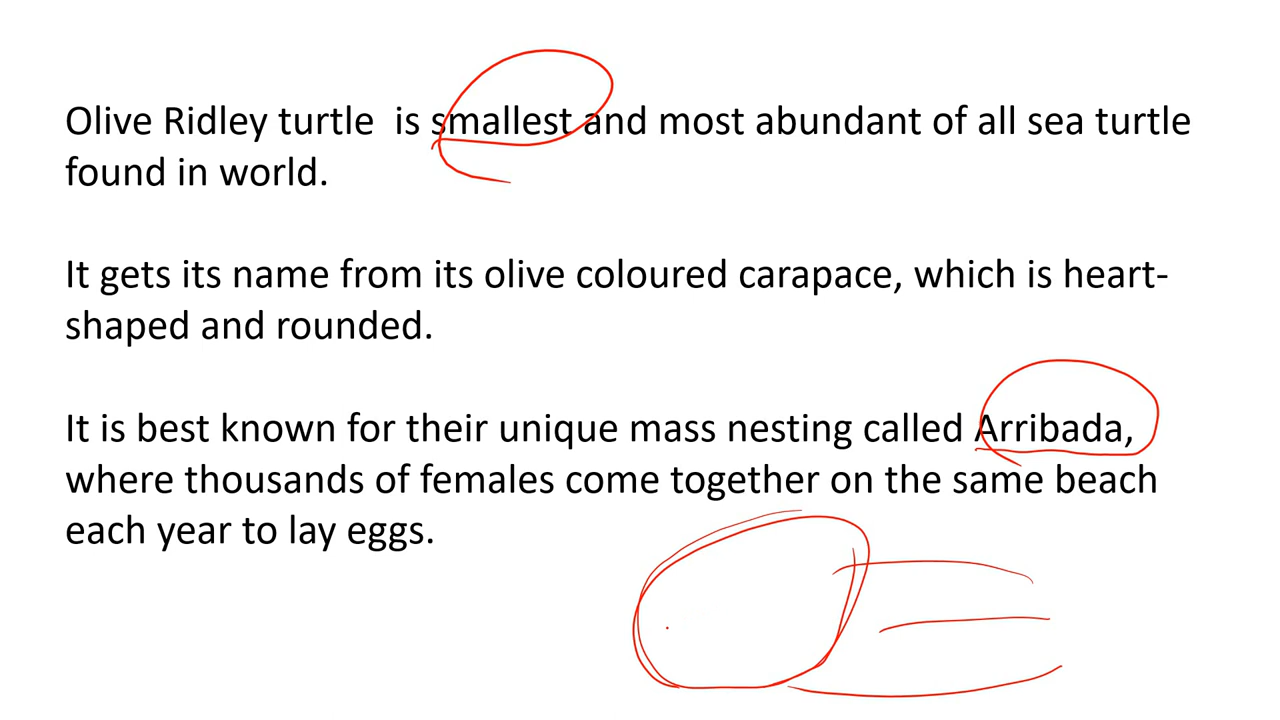 Olive Ridley turtle  is smallest and most abundant of all sea turtle
found in world.
It gets its name from its olive coloured carapace, which is heart-
shaped and rounded.
It is best known for their unique mass nesting called Arribada,
where thousands of females come together on the same beach
each year to lay eggs.